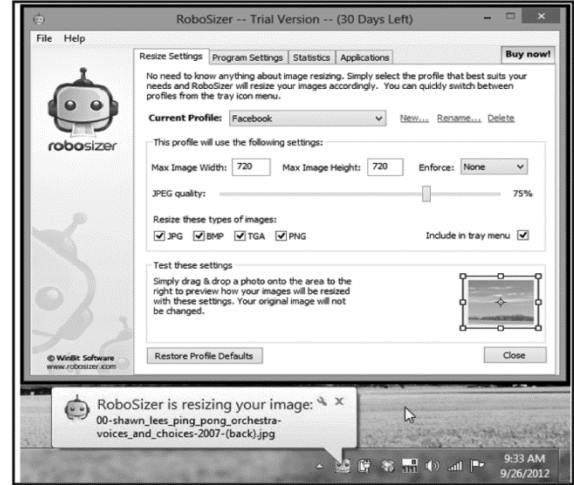 RoboSizer -- Trial Version -- (30 Days Left)
File Help
Buy now!
Resize Settings Program Settings Statistics Applications
No need to know anything about image resizing. Simply select the profile that best suits your
needs and RoboSizer will resize your images accordingly. You can quickly switch between
profiles from the tray icon menu.
Current Profile: Facebook New... Rename... Delete
robosizer
This profile will use the following settings:
Max Image Width: 720 Max Image Height: 720 Enforce: None
JPEG quality: 75%
Resize these types of images:
JPG BMP TGA PNG Include in tray menu
Test these settings
Simply drag & drop a photo onto the area to the
right to preview how your images will be resized
with these settings. Your original image will not
be changed.
© WinBit Software
www.robosizer.com
Restore Profile Defaults Close
RoboSizer is resizing your image:
00-shawn_lees_ping_pong_orchestra-
voices_and_choices-2007-(back).jpg
9:33 AM
9/26/2012